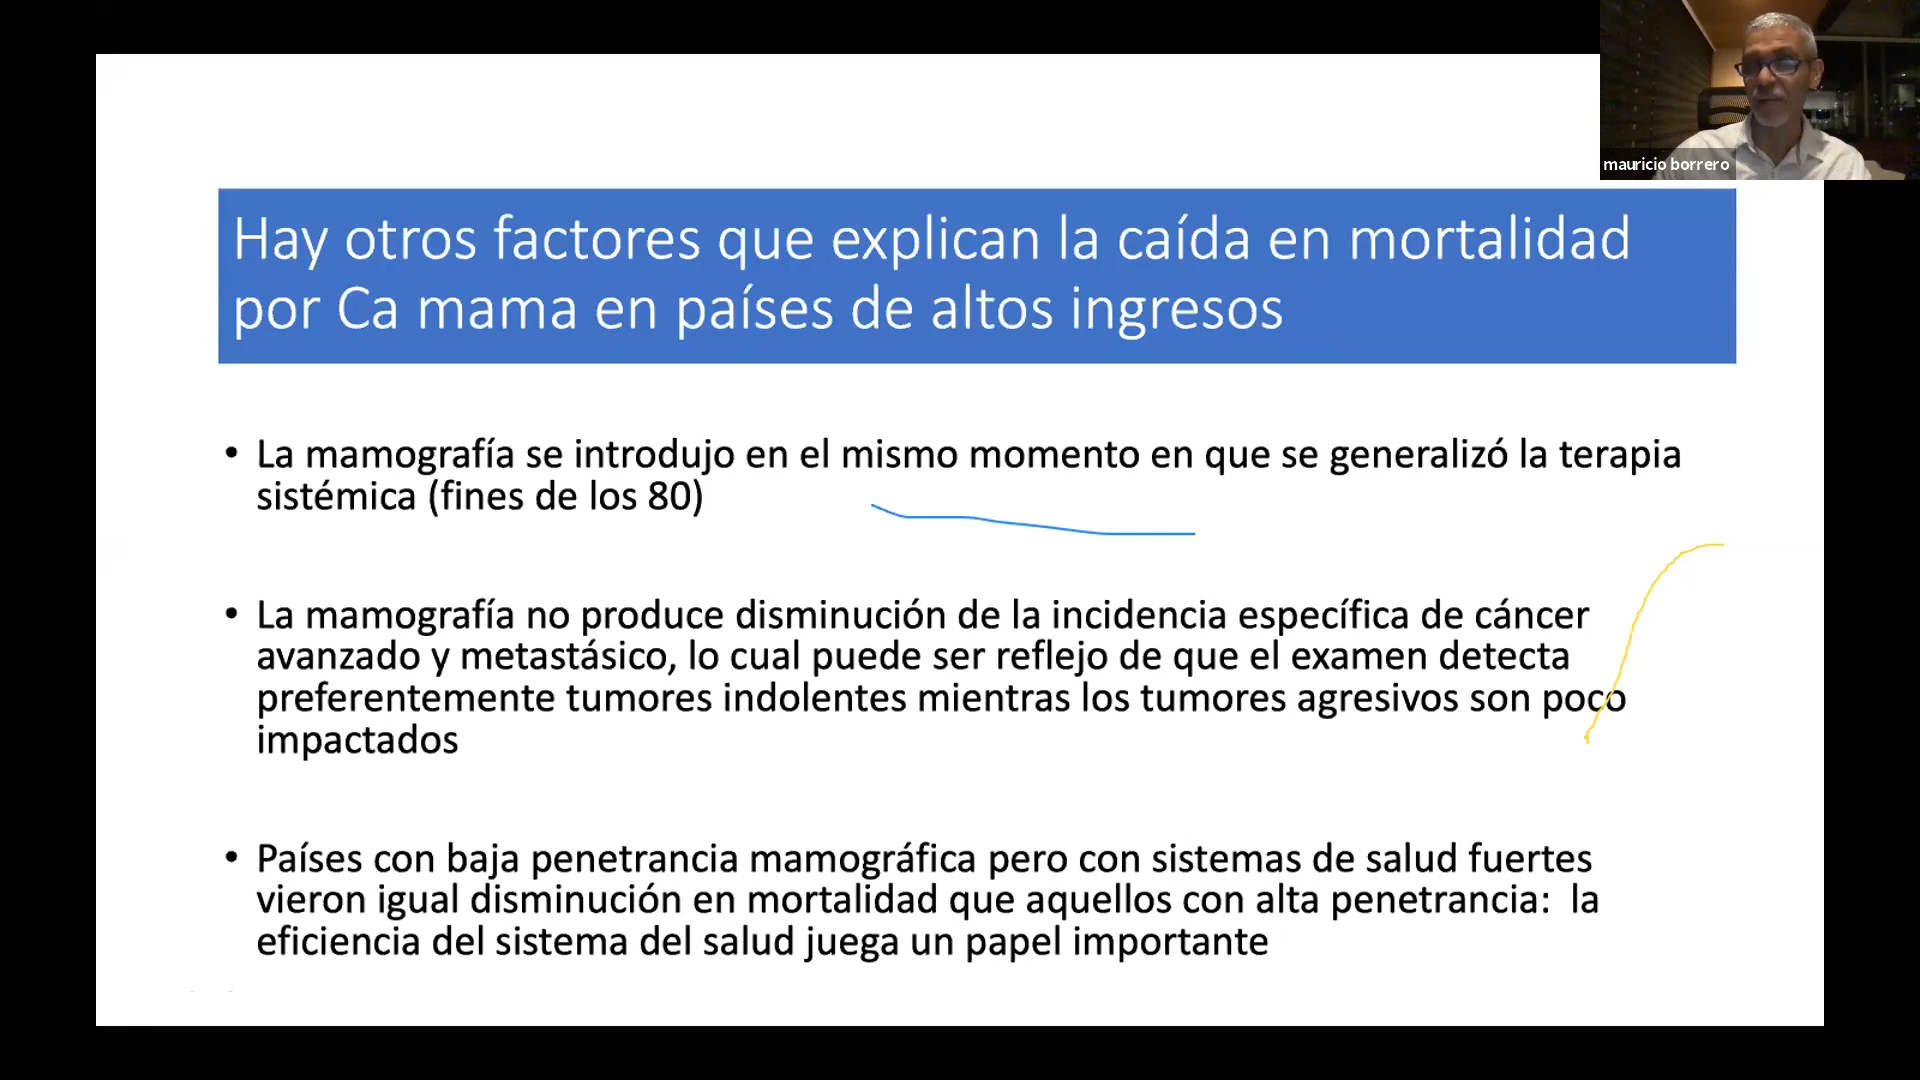 mauricio borrero
Hay otros factores que explican la caída en mortalidad
por Ca mama en países de altos ingresos
• La mamografía se introdujo en el mismo momento en que se generalizó la terapia
sistémica (fines de los 80)
• La mamografía no produce disminución de la incidencia específica de cáncer
avanzado y metastásico, lo cual puede ser reflejo de que el examen detecta
preferentemente tumores indolentes mientras los tumores agresivos son poco
impactados
• Países con baja penetrancia mamográfica pero con sistemas de salud fuertes
vieron igual disminución en mortalidad que aquellos con alta penetrancia:  la
eficiencia del sistema del salud juega un papel importante